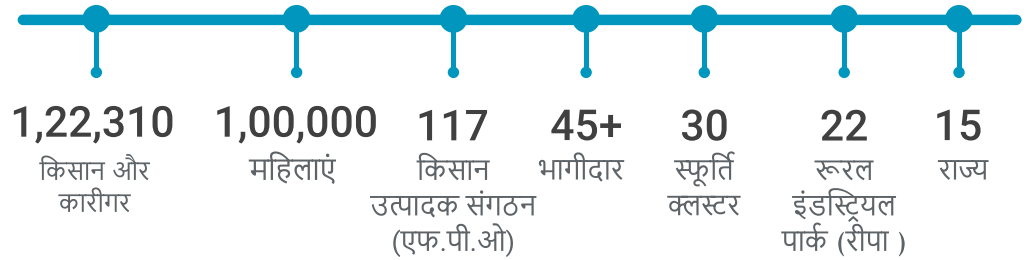 1,22,310
किसान और
कारीगर
1,00,000
महिलाएं
117
किसान
उत्पादक संगठन
(एफ.पी.ओ)
45+
भागीदार
30
स्फूर्ति
क्लस्टर
22
रूरल
इंडस्ट्रियल
पार्क (रीपा )
15
राज्य